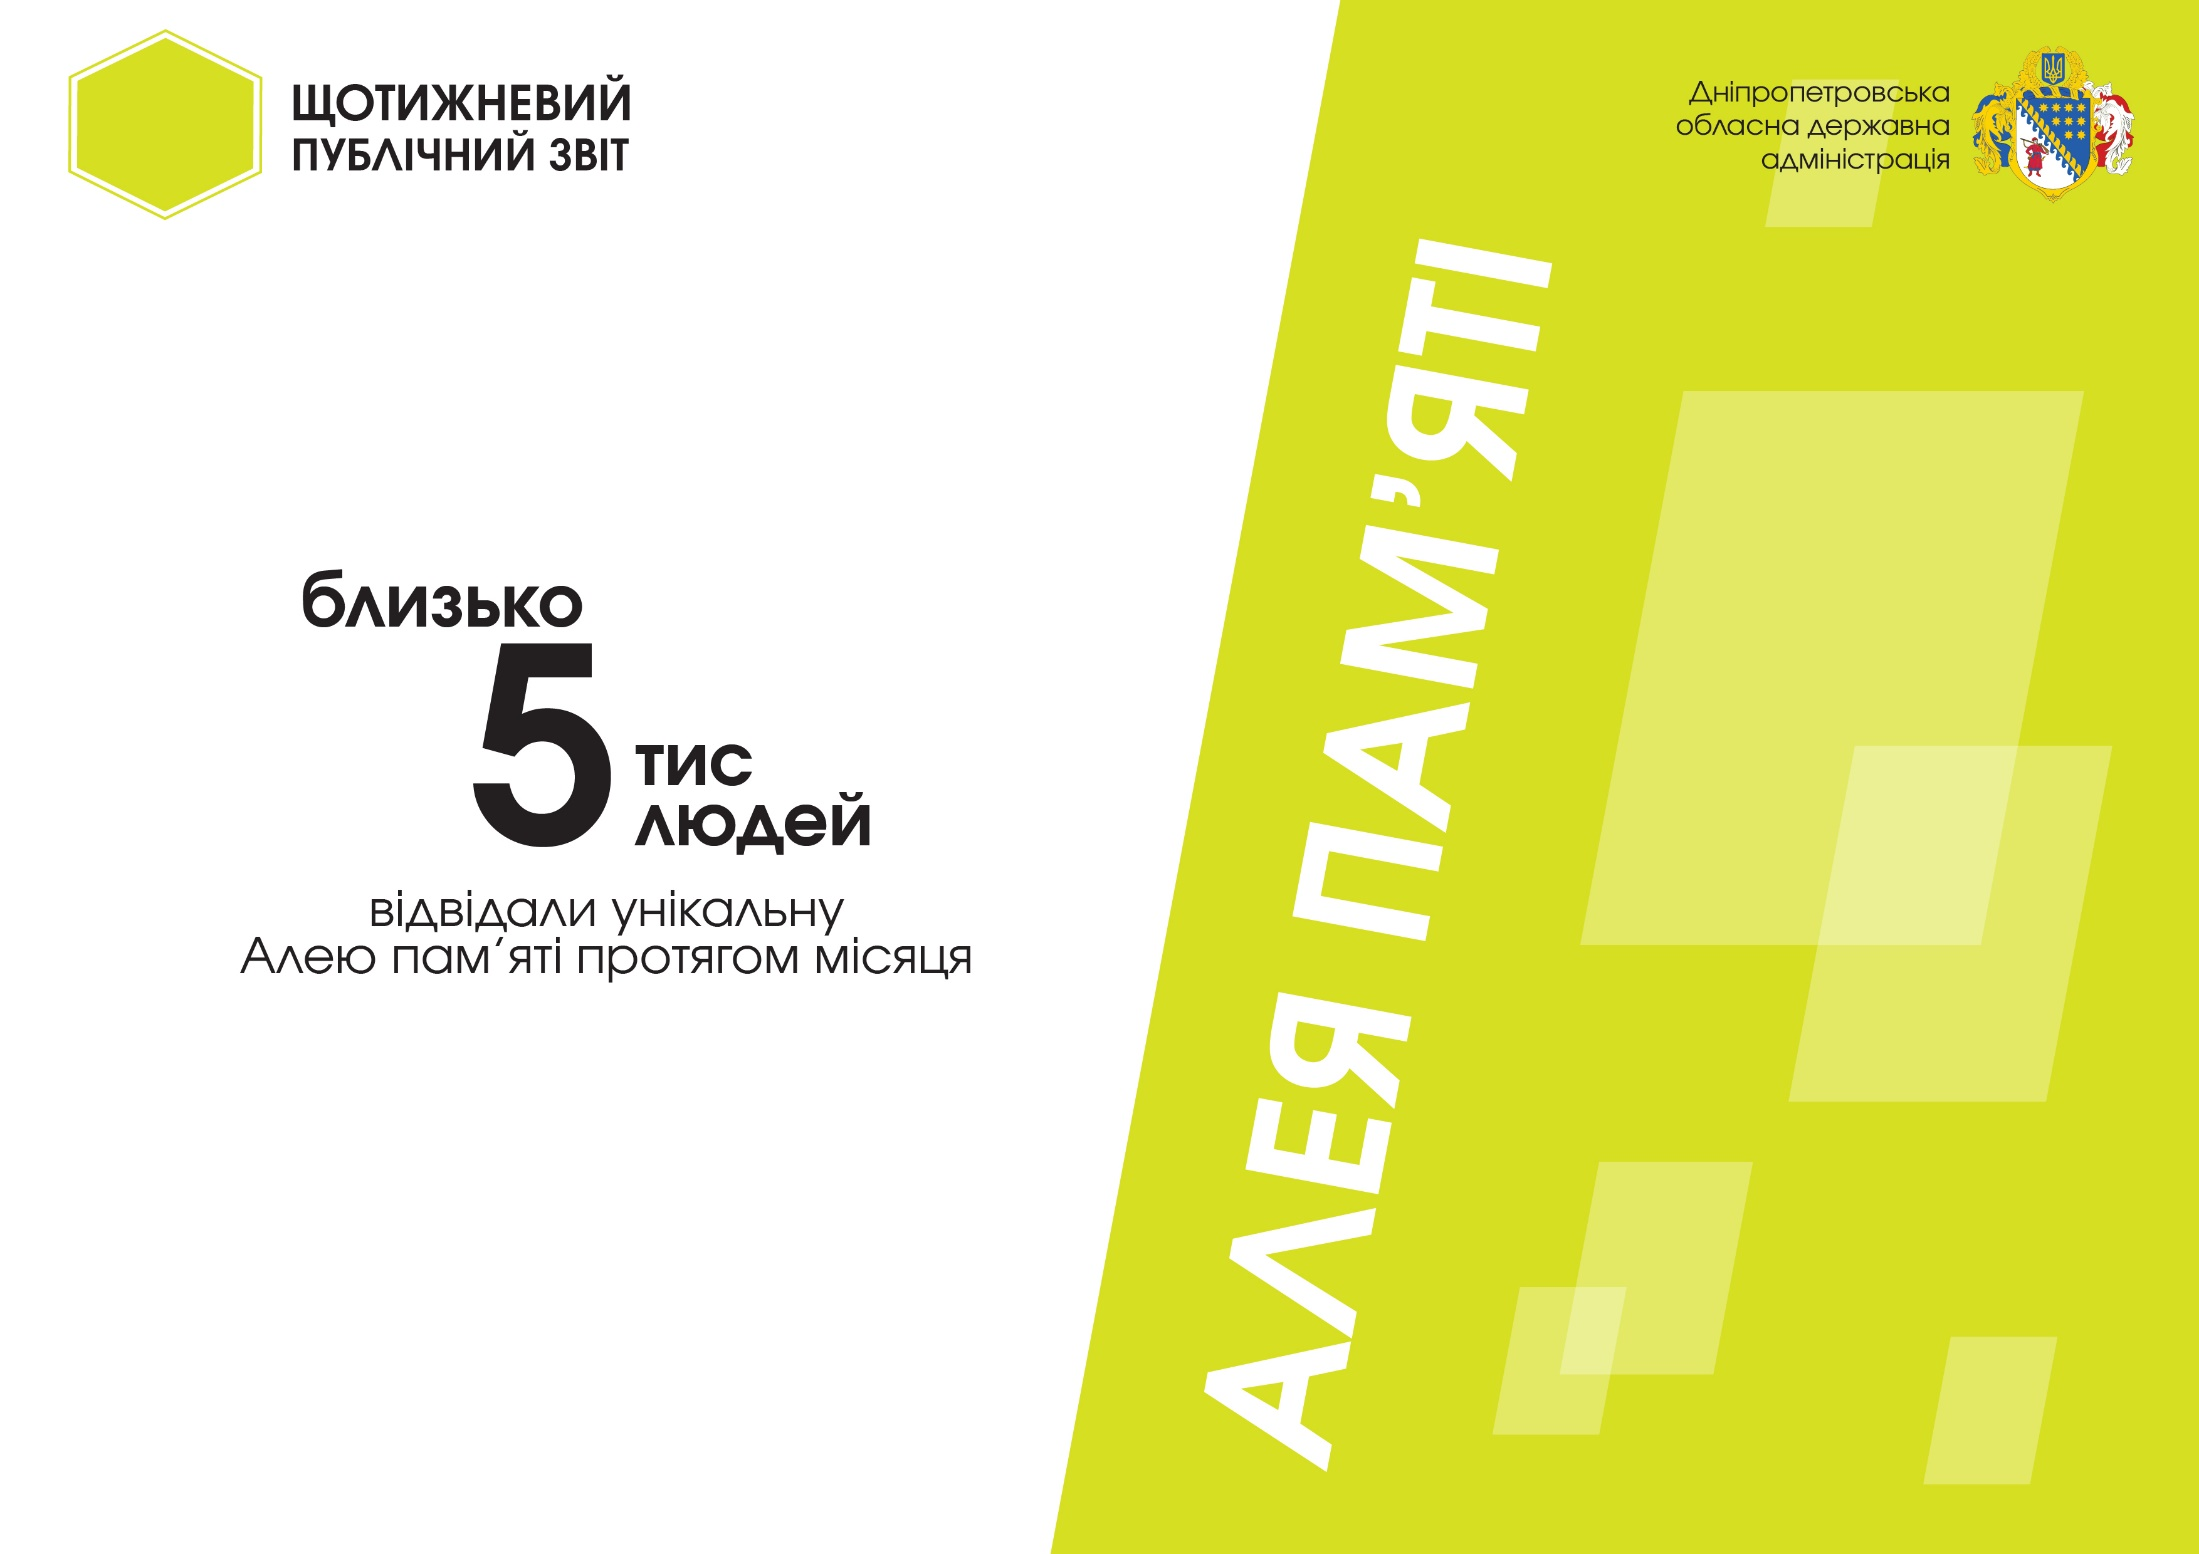 ЩОТИЖНЕВИЙ
ПУБЛІЧНИЙ ЗВІТ
Дніпропетровська
обласна державна
адміністрація
близько
5 тис
людей
відвідали унікальну
Алею пам’яті протягом місяця
АЛЕЯ ПАМ’ЯТІ